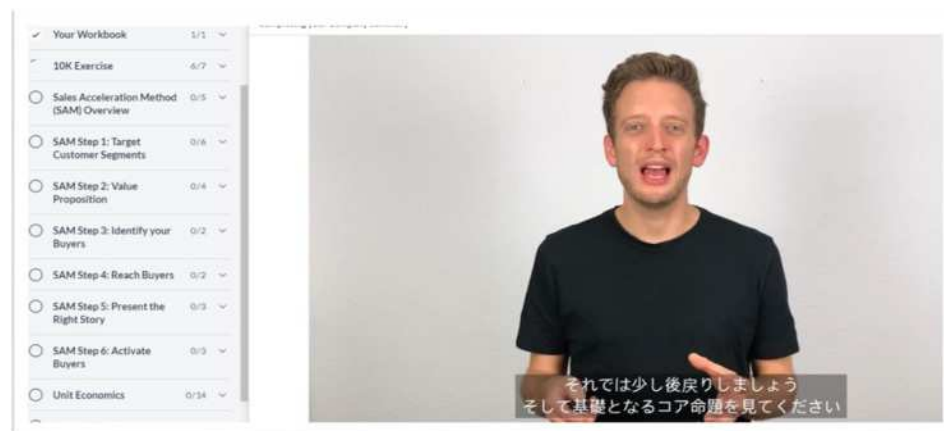 Your Workbook 1/1
10K Exercise 6/7
Sales Acceleration Method 0/5
(SAM) Overview
SAM Step 1: Target 0/6
Customer Segments
SAM Step 2: Value 0/4
Proposition
SAM Step 3: Identify your 0/2
Buyers
SAM Step 4: Reach Buyers 0/2
SAM Step 5: Present the 0/3
Right Story
SAM Step 6: Activate 0/3
Buyers
Unit Economics 0/14
それでは少し後戻りしましょう
そして基礎となるコア命題を見てください